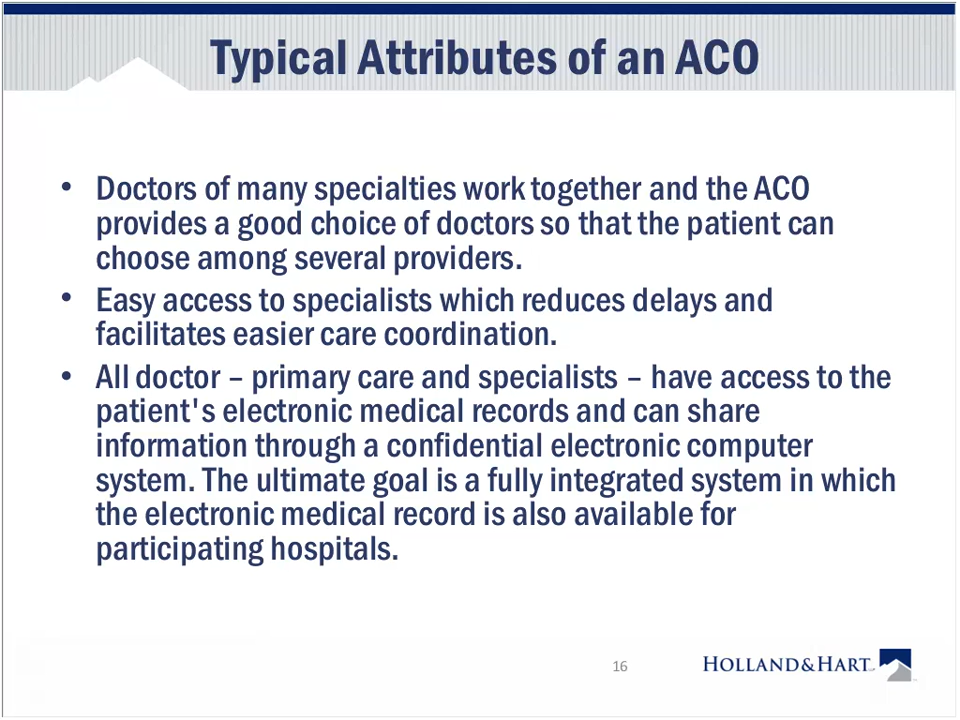 Typical Attributes of an ACO
• Doctors of many specialties work together and the ACO
provides a good choice of doctors so that the patient can
choose among several providers.
• Easy access to specialists which reduces delays and
facilitates easier care coordination.
• All doctor – primary care and specialists – have access to the
patient's electronic medical records and can share
information through a confidential electronic computer
system. The ultimate goal is a fully integrated system in which
the electronic medical record is also available for
participating hospitals.
16
HOLLAND&HART